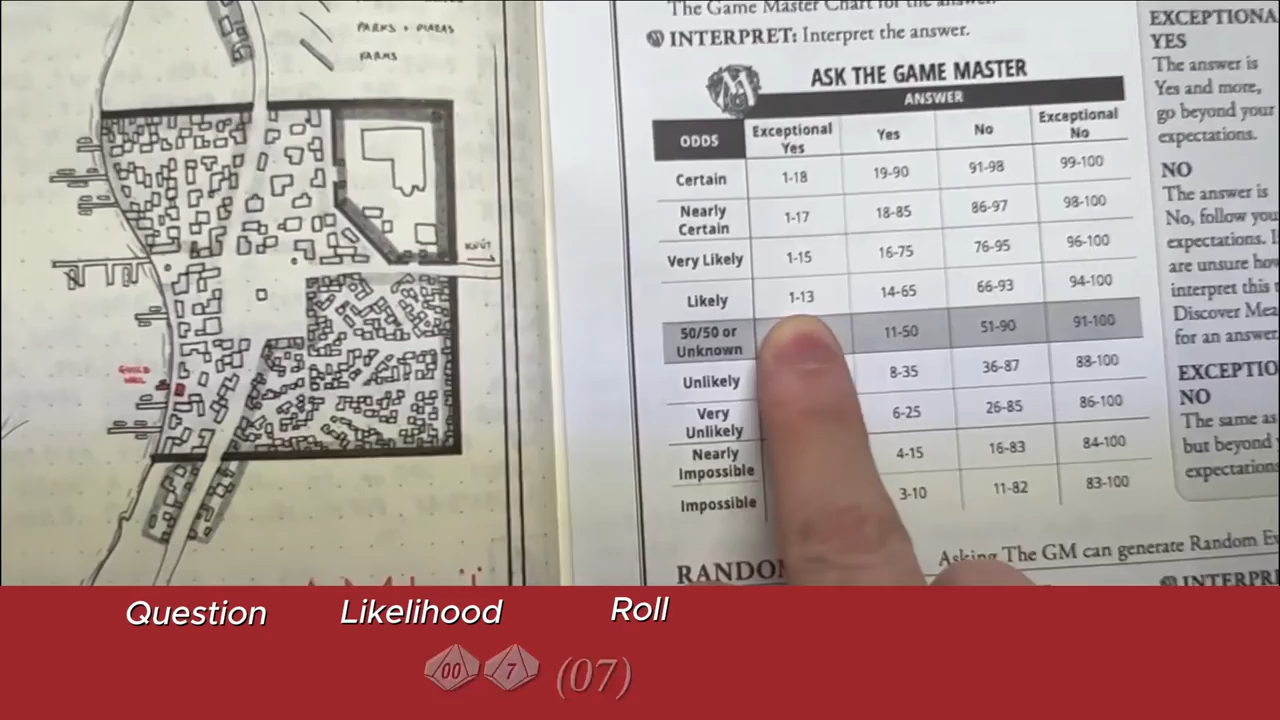 PARKS + PLAZAS
FARMS
KNÚT
GUILD
HALL
The Game Master Chart for the answer.
INTERPRET: Interpret the answer.
ASK THE GAME MASTER
ANSWER
ODDS Exceptional Yes Yes No Exceptional No
Certain 1-18 19-90 91-98 99-100
Nearly Certain 1-17 18-85 86-97 98-100
Very Likely 1-15 16-75 76-95 96-100
Likely 1-13 14-65 66-93 94-100
50/50 or Unknown 11-50 51-90 91-100
Unlikely 8-35 36-87 88-100
Very Unlikely 6-25 26-85 86-100
Nearly Impossible 4-15 16-83 84-100
Impossible 3-10 11-82 83-100
RANDO
Asking The GM can generate Random E
INTERPR
EXCEPTIONA
YES
The answer is
Yes and more,
go beyond your
expectations.
NO
The answer is
No, follow you
expectations. I
are unsure how
interpret this
Discover Mea
for an answer
EXCEPTIO
NO
The same as
but beyond
expectations
Question Likelihood Roll
00 7 (07)